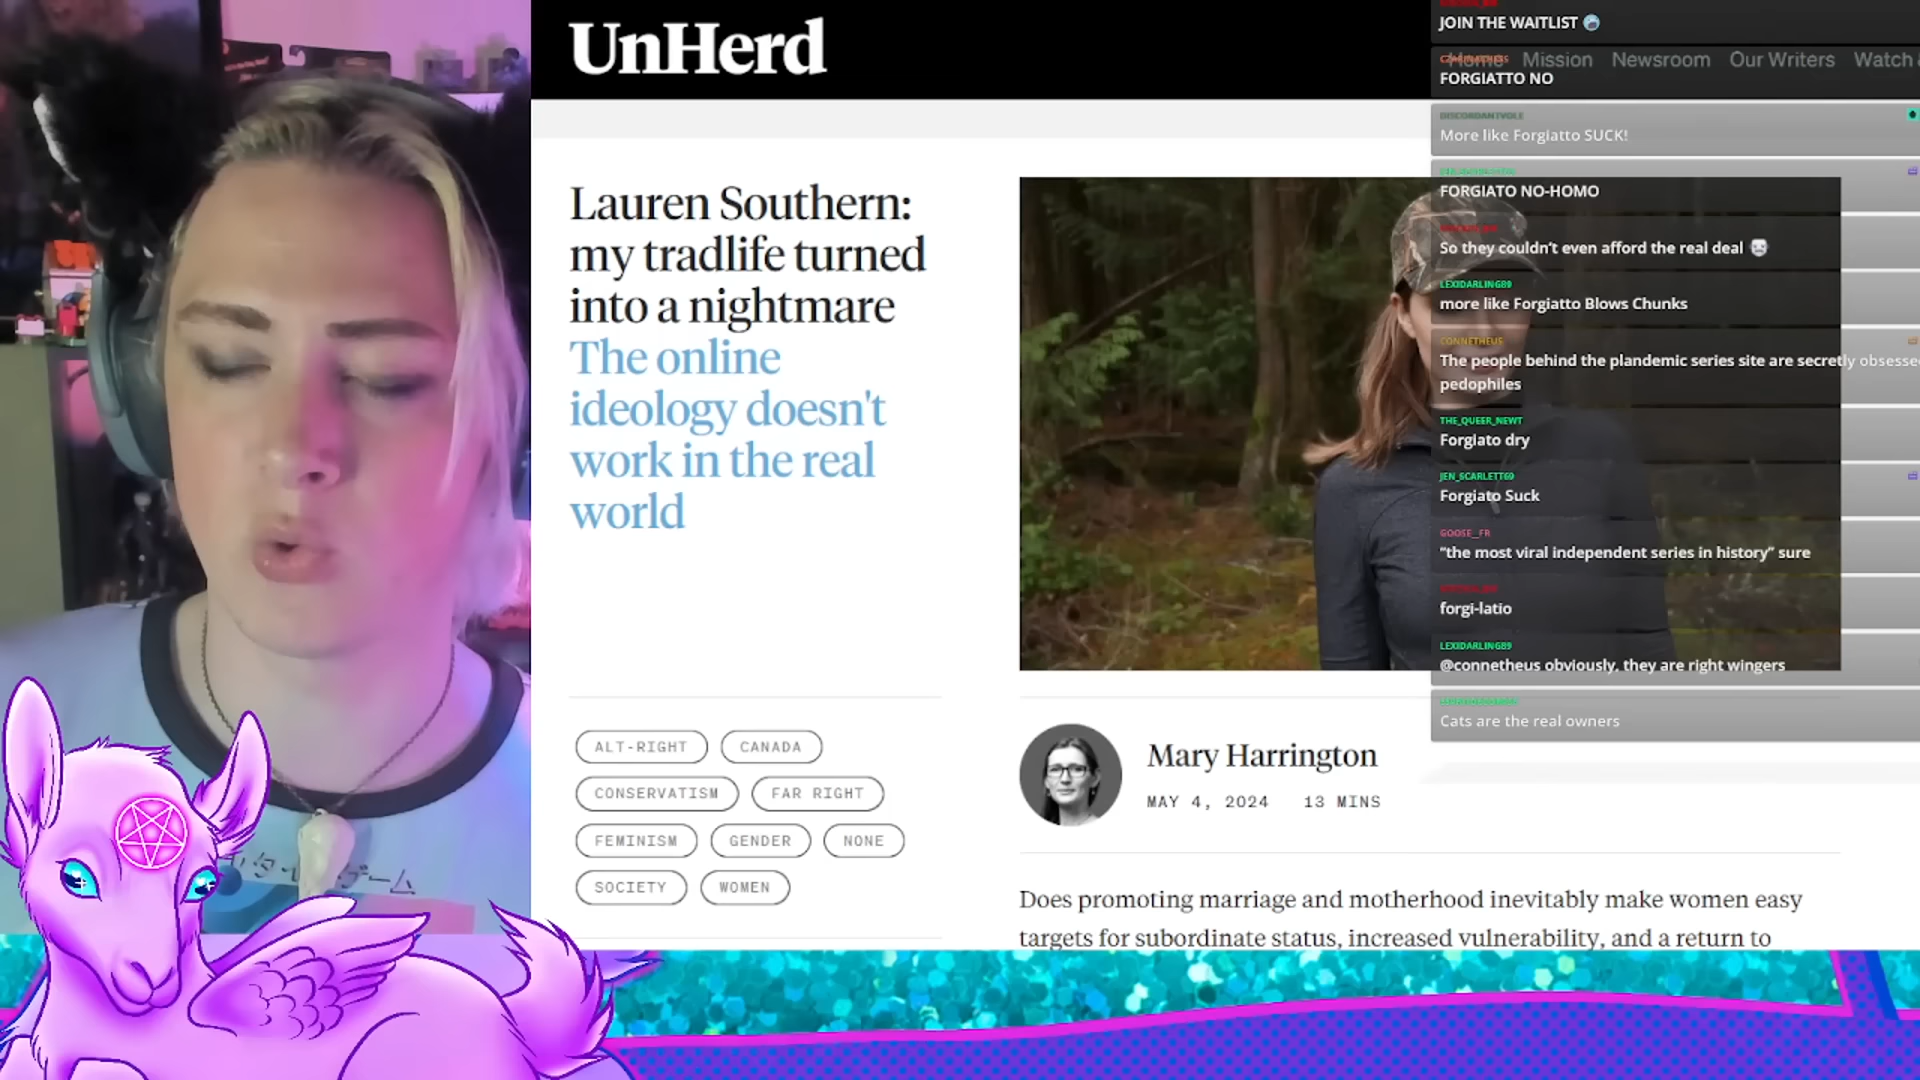 UnHerd
Home Mission Newsroom Our Writers Watch
Lauren Southern:
my tradlife turned
into a nightmare
The online
ideology doesn't
work in the real
world
ALT-RIGHT CANADA
CONSERVATISM FAR RIGHT
FEMINISM GENDER NONE
SOCIETY WOMEN
Mary Harrington
MAY 4, 2024 13 MINS
Does promoting marriage and motherhood inevitably make women easy
targets for subordinate status, increased vulnerability, and a return to
JOIN THE WAITLIST
FORGIATTO NO
DISCORDANTVOLE
More like Forgiatto SUCK!
FORGIATO NO-HOMO
So they couldn't even afford the real deal
LEXIDARLING89
more like Forgiatto Blows Chunks
CONNETHEUS
The people behind the plandemic series site are secretly obsesse
pedophiles
THE_QUEER_NEWT
Forgiato dry
JEN_SCARLETT69
Forgiato Suck
GOOSE_FR
"the most viral independent series in history" sure
forgi-latio
LEXIDARLING89
@connetheus obviously, they are right wingers
Cats are the real owners